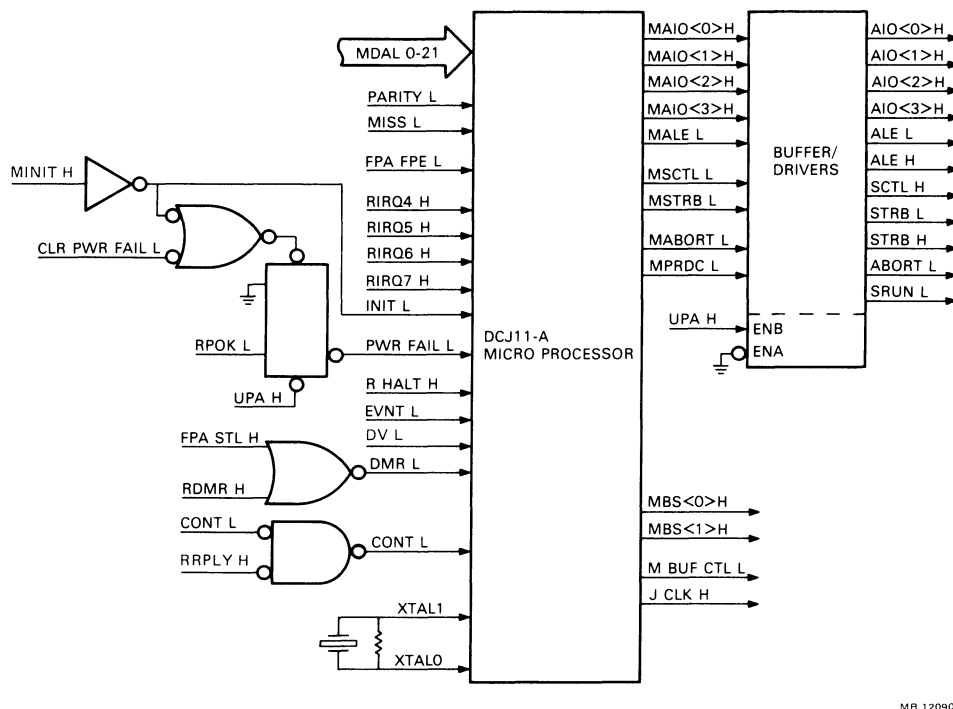 MDAL 0-21
PARITY L
MISS L
FPA FPE L
MINIT H
RIRQ4 H
RIRQ5 H
CLR PWR FAIL L
RIRQ6 H
RIRQ7 H
INIT L
RPOK L
PWR FAIL L
UPA H
R HALT H
EVNT L
DV L
FPA STL H
DMR L
RDMR H
CONT L
RRPLY H
CONT L
XTAL1
XTAL0
DCJ11-A
MICRO PROCESSOR
MAIO<0>H
MAIO<1>H
MAIO<2>H
MAIO<3>H
MALE L
MSCTL L
MSTRB L
MABORT L
MPRDC L
UPA H
MBS<0>H
MBS<1>H
M BUF CTL L
J CLK H
BUFFER/
DRIVERS
ENB
ENA
AIO<0>H
AIO<1>H
AIO<2>H
AIO<3>H
ALE L
ALE H
SCTL H
STRB L
STRB H
ABORT L
SRUN L
MR 12090